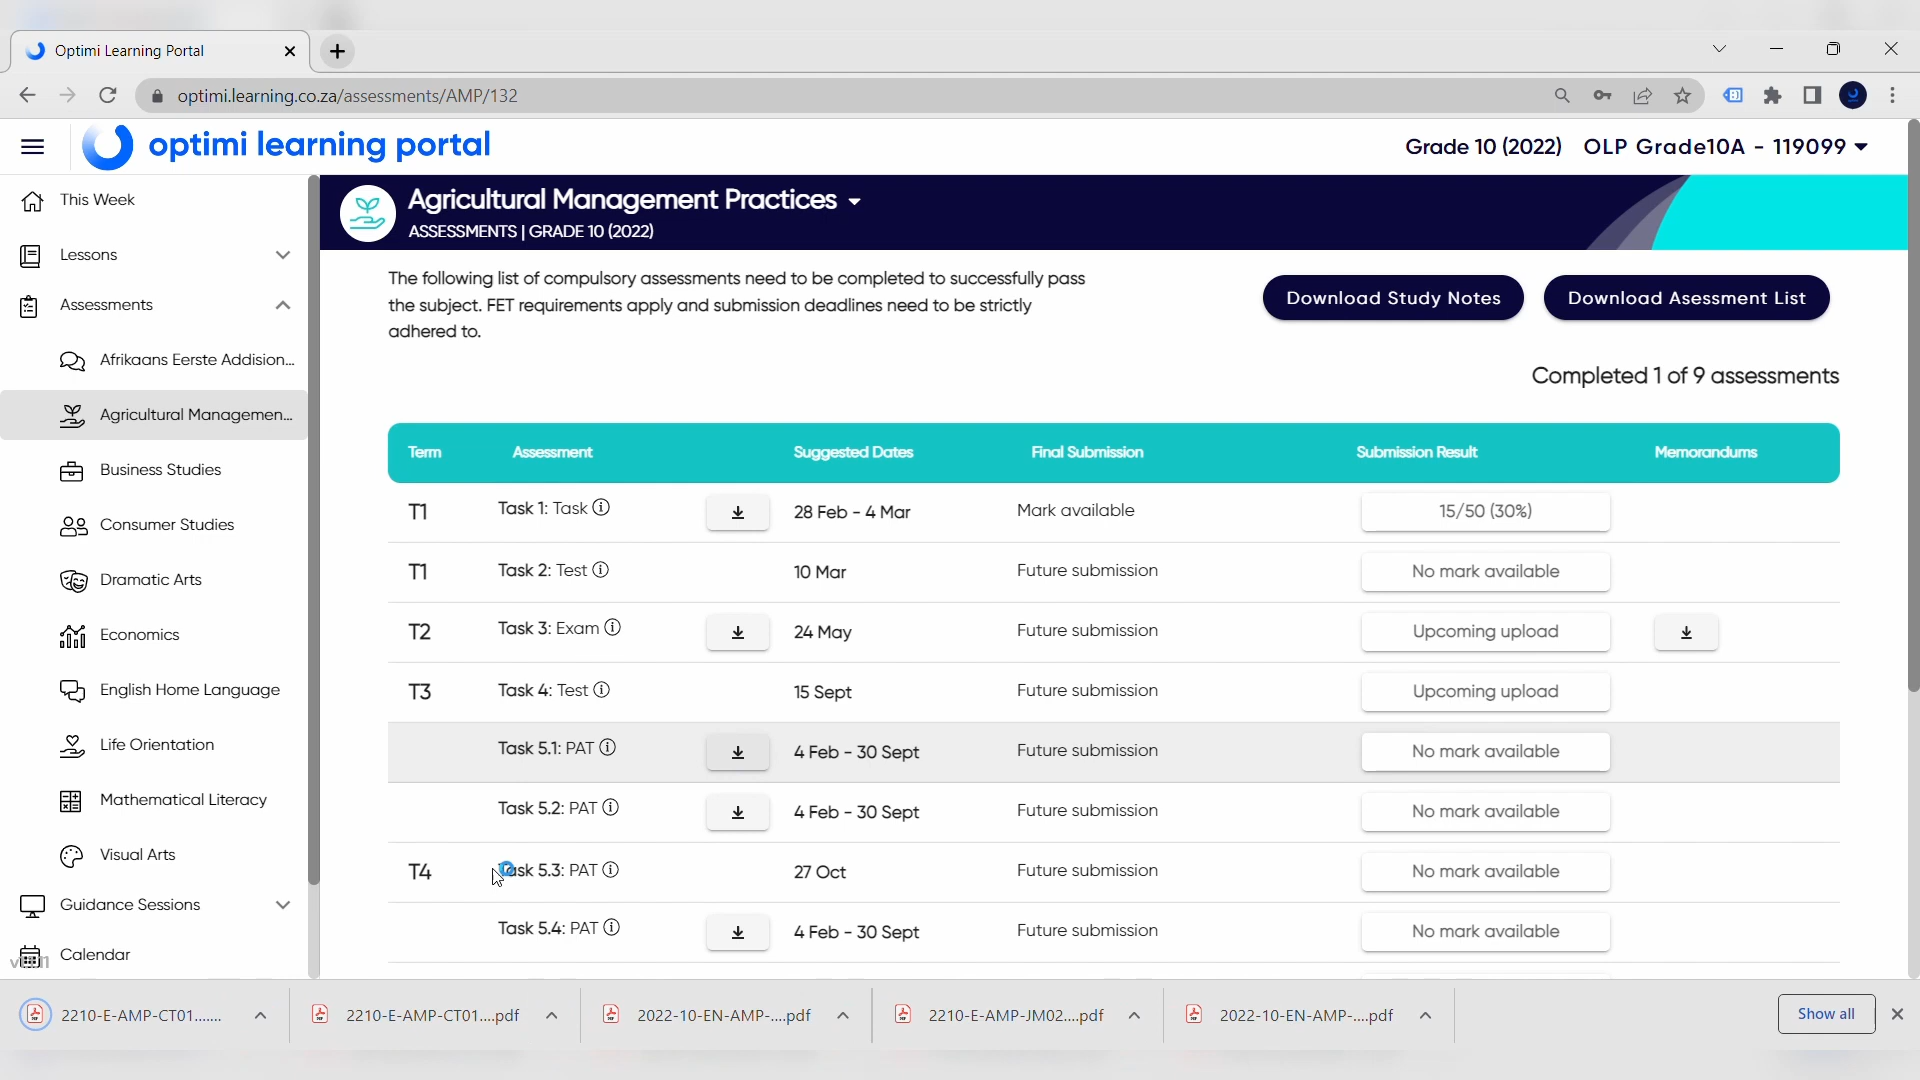 Optimi Learning Portal
optimi.learning.co.za/assessments/AMP/132
optimi learning portal
Grade 10 (2022) OLP Grade10A - 119099
This Week
Lessons
Assessments
Afrikaans Eerste Addision...
Agricultural Managemen...
Business Studies
Consumer Studies
Dramatic Arts
Economics
English Home Language
Life Orientation
Mathematical Literacy
Visual Arts
Guidance Sessions
Calendar
Agricultural Management Practices
ASSESSMENTS | GRADE 10 (2022)
The following list of compulsory assessments need to be completed to successfully pass
the subject. FET requirements apply and submission deadlines need to be strictly
adhered to.
Download Study Notes
Download Asessment List
Completed 1 of 9 assessments
Term Assessment Suggested Dates Final Submission Submission Result Memorandums
T1 Task 1: Task 28 Feb - 4 Mar Mark available 15/50 (30%)
T1 Task 2: Test 10 Mar Future submission No mark available
T2 Task 3: Exam 24 May Future submission Upcoming upload
T3 Task 4: Test 15 Sept Future submission Upcoming upload
Task 5.1: PAT 4 Feb - 30 Sept Future submission No mark available
Task 5.2: PAT 4 Feb - 30 Sept Future submission No mark available
T4 Task 5.3: PAT 27 Oct Future submission No mark available
Task 5.4: PAT 4 Feb - 30 Sept Future submission No mark available
2210-E-AMP-CT01....... 2210-E-AMP-CT01....pdf 2022-10-EN-AMP-....pdf 2210-E-AMP-JM02....pdf 2022-10-EN-AMP-....pdf Show all